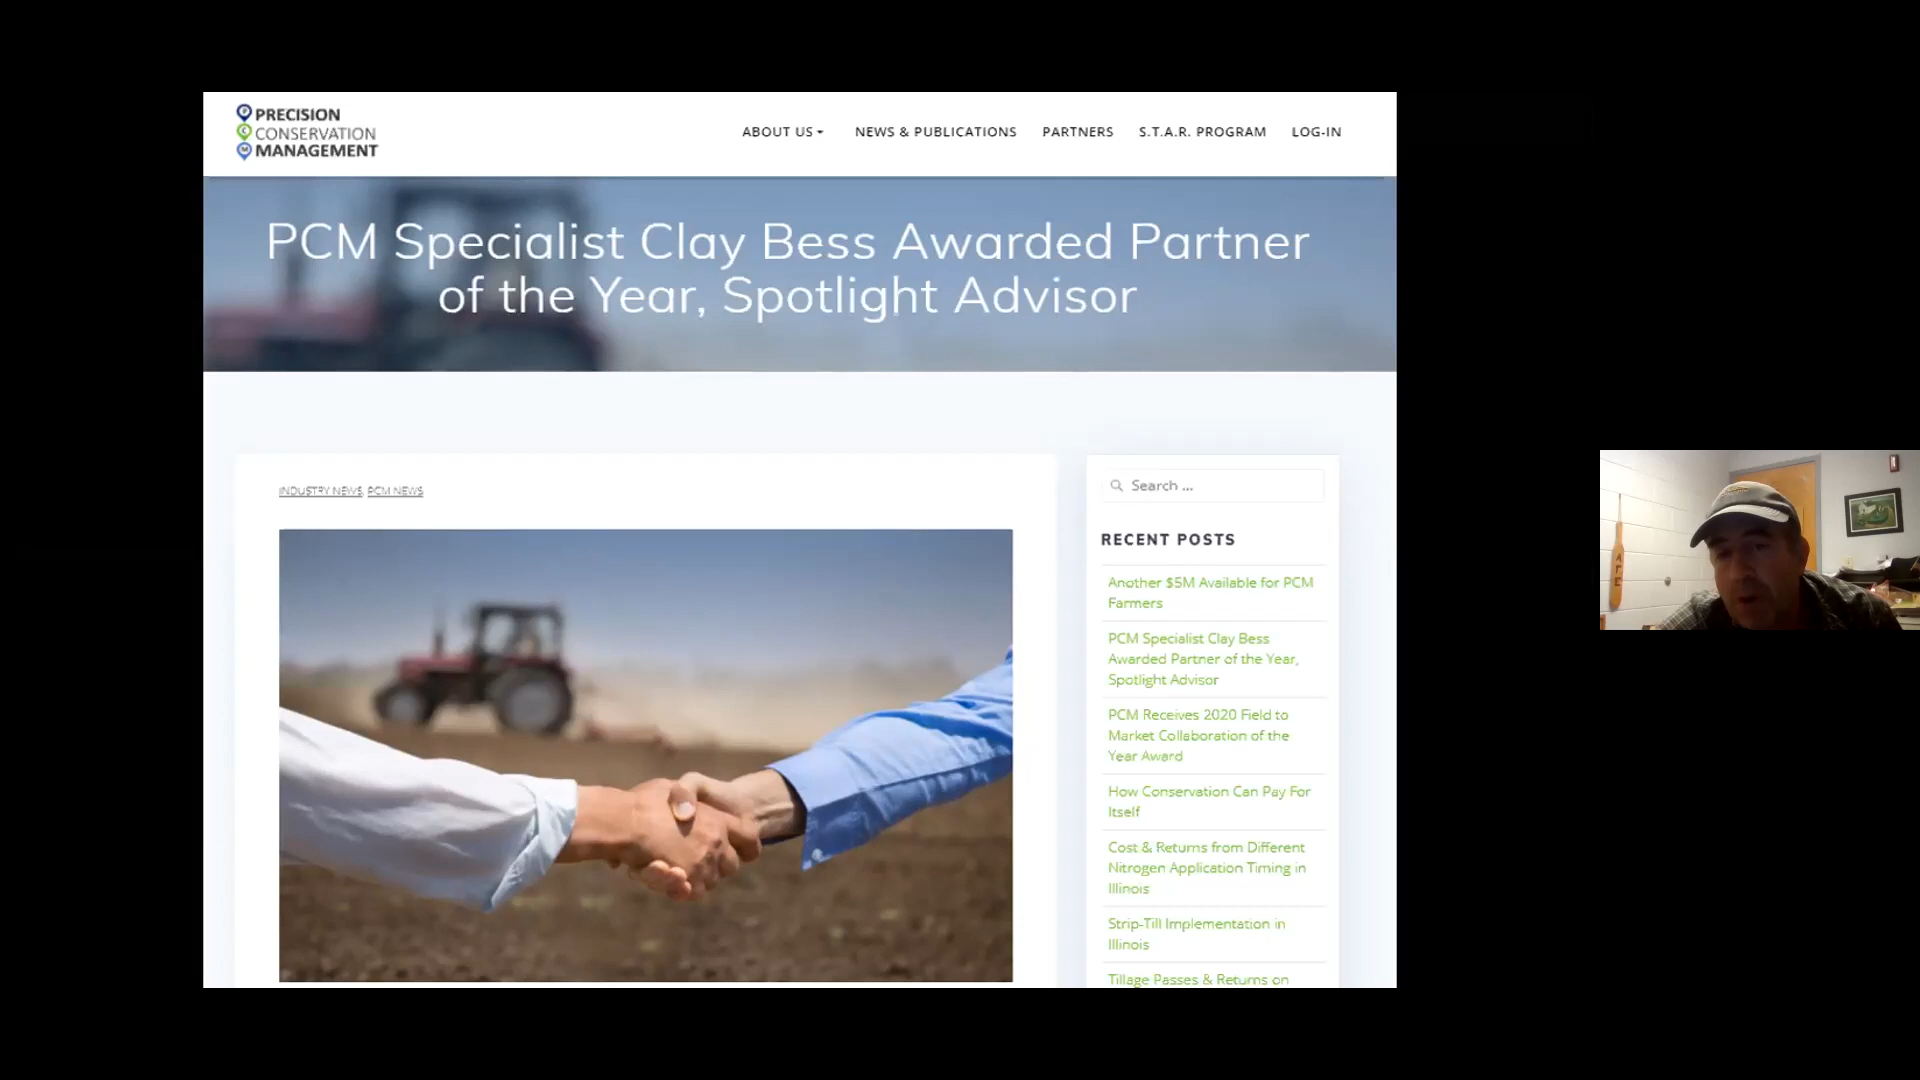 PRECISION
CONSERVATION
MANAGEMENT
ABOUT US
NEWS & PUBLICATIONS
PARTNERS
S.T.A.R. PROGRAM
LOG-IN
PCM Specialist Clay Bess Awarded Partner
of the Year, Spotlight Advisor
INDUSTRY NEWS, PCM NEWS
Search ...
RECENT POSTS
Another $5M Available for PCM
Farmers
PCM Specialist Clay Bess
Awarded Partner of the Year,
Spotlight Advisor
PCM Receives 2020 Field to
Market Collaboration of the
Year Award
How Conservation Can Pay For
Itself
Cost & Returns from Different
Nitrogen Application Timing in
Illinois
Strip-Till Implementation in
Illinois
Tillage Passes & Returns on